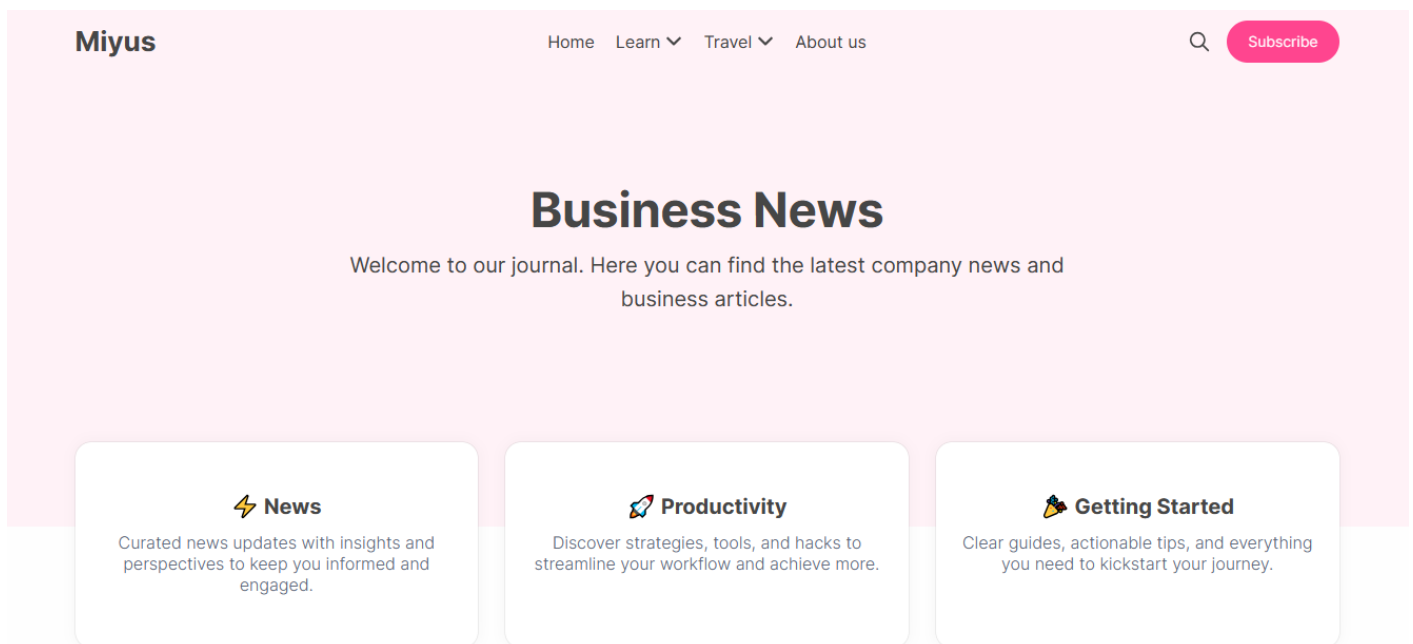 Miyus
Home Learn Travel About us
Subscribe
Business News
Welcome to our journal. Here you can find the latest company news and
business articles.
⚡ News
Curated news updates with insights and
perspectives to keep you informed and
engaged.
🚀 Productivity
Discover strategies, tools, and hacks to
streamline your workflow and achieve more.
🎉 Getting Started
Clear guides, actionable tips, and everything
you need to kickstart your journey.